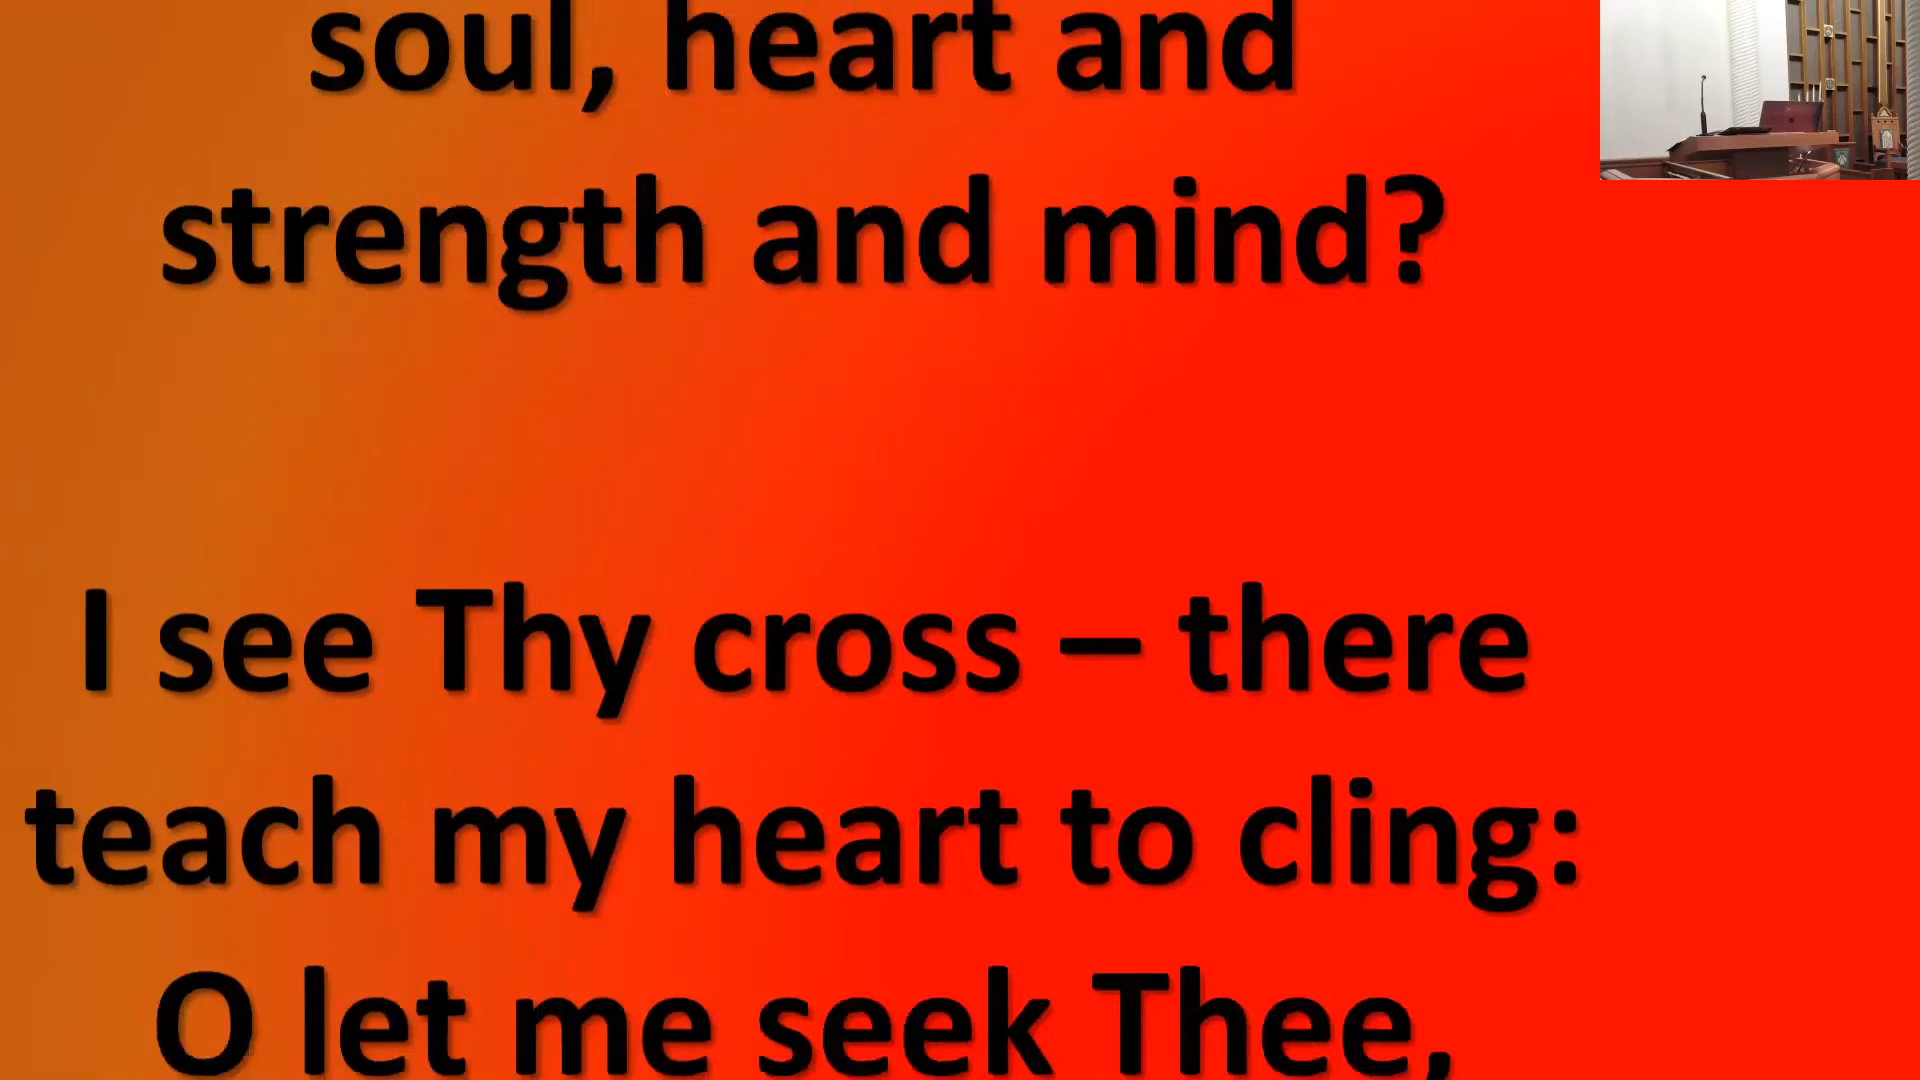 soul, heart and
strength and mind?
I see Thy cross – there
teach my heart to cling:
O let me seek Thee,